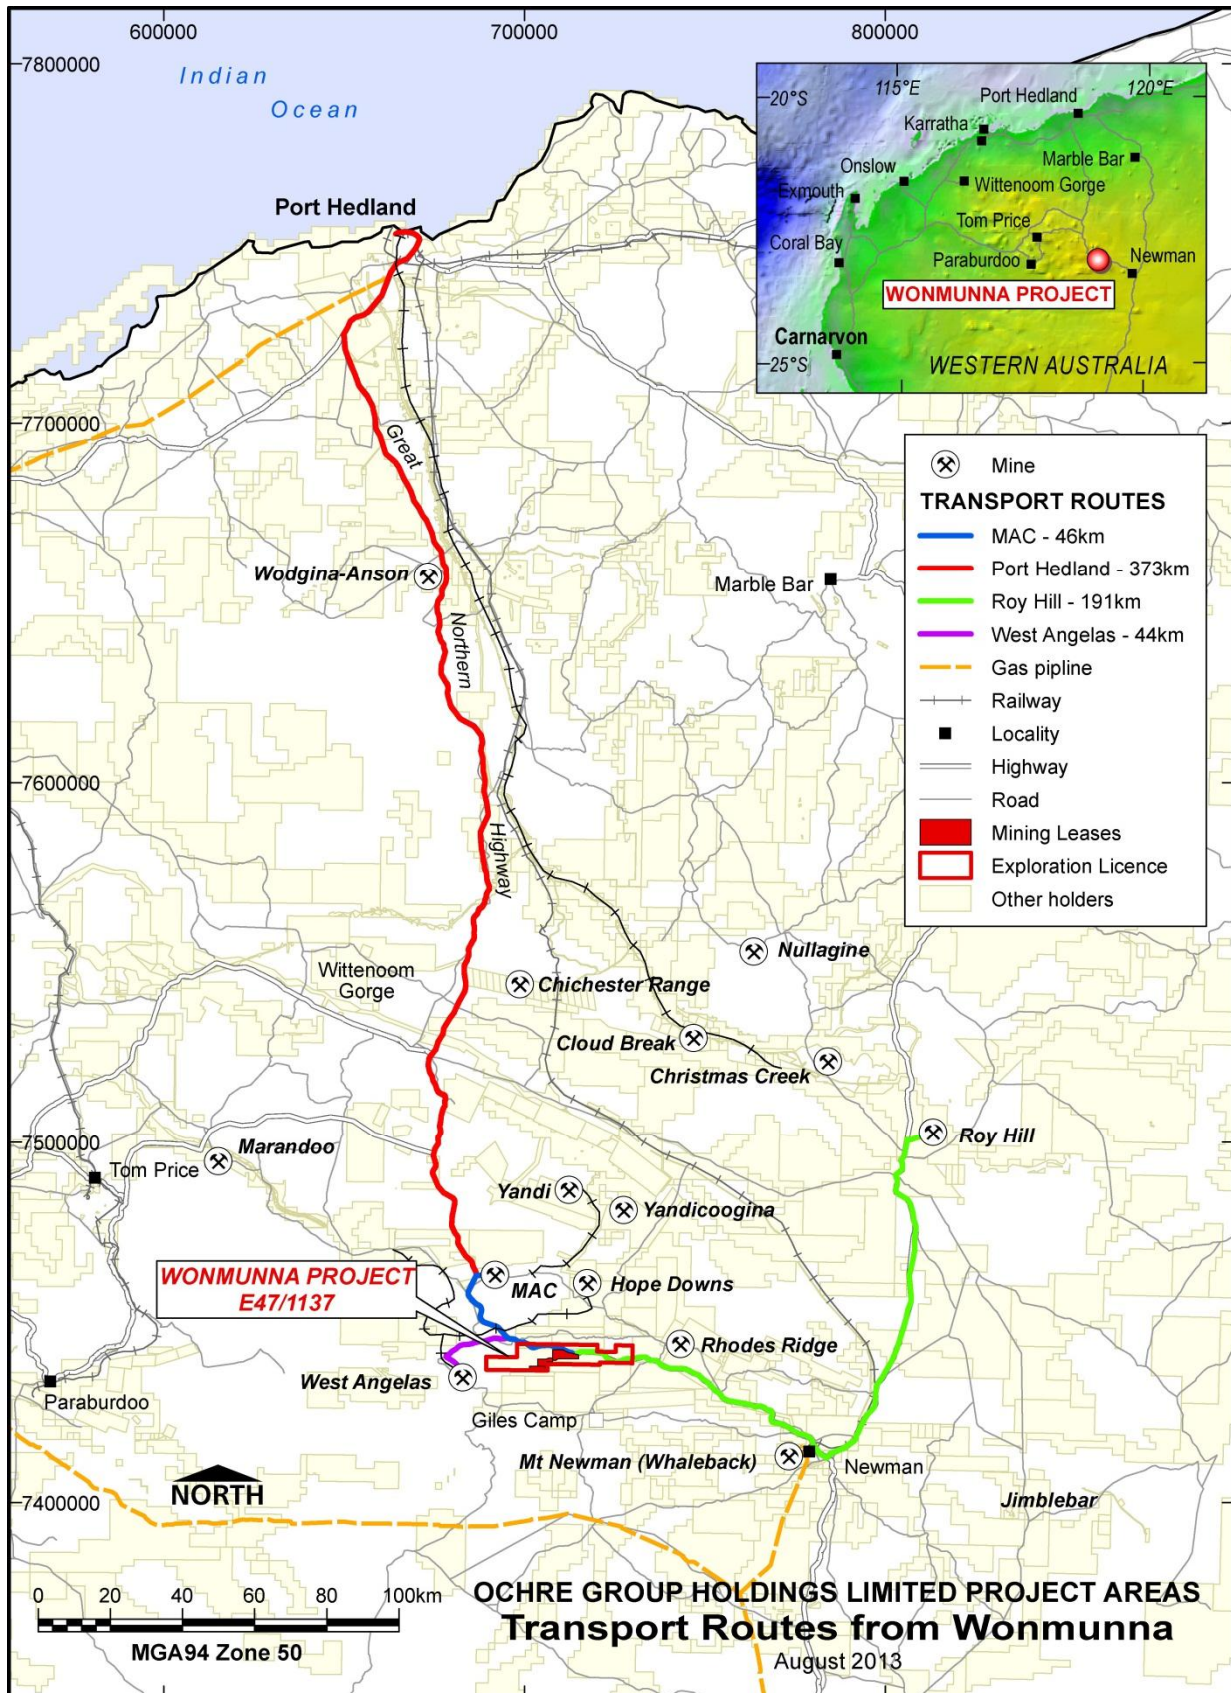 600000
700000
800000
7800000
7700000
7600000
7500000
7400000
Indian
Ocean
Port Hedland
20°S
115°E
120°E
Port Hedland
Karratha
Marble Bar
Onslow
Wittenoom Gorge
Exmouth
Tom Price
Coral Bay
Paraburdoo
Newman
WONMUNNA PROJECT
Carnarvon
25°S
WESTERN AUSTRALIA
Mine
TRANSPORT ROUTES
MAC - 46km
Port Hedland - 373km
Roy Hill - 191km
West Angelas - 44km
Gas pipline
Railway
Locality
Highway
Road
Mining Leases
Exploration Licence
Other holders
Great
Northern
Highway
Wodgina-Anson
Marble Bar
Nullagine
Wittenoom
Gorge
Chichester Range
Cloud Break
Christmas Creek
Roy Hill
Marandoo
Tom Price
Yandi
Yandicoogina
WONMUNNA PROJECT
E47/1137
MAC
Hope Downs
Rhodes Ridge
West Angelas
Paraburdoo
Giles Camp
Mt Newman (Whaleback)
Newman
Jimblebar
NORTH
0 20 40 60 80 100km
MGA94 Zone 50
OCHRE GROUP HOLDINGS LIMITED PROJECT AREAS
Transport Routes from Wonmunna
August 2013